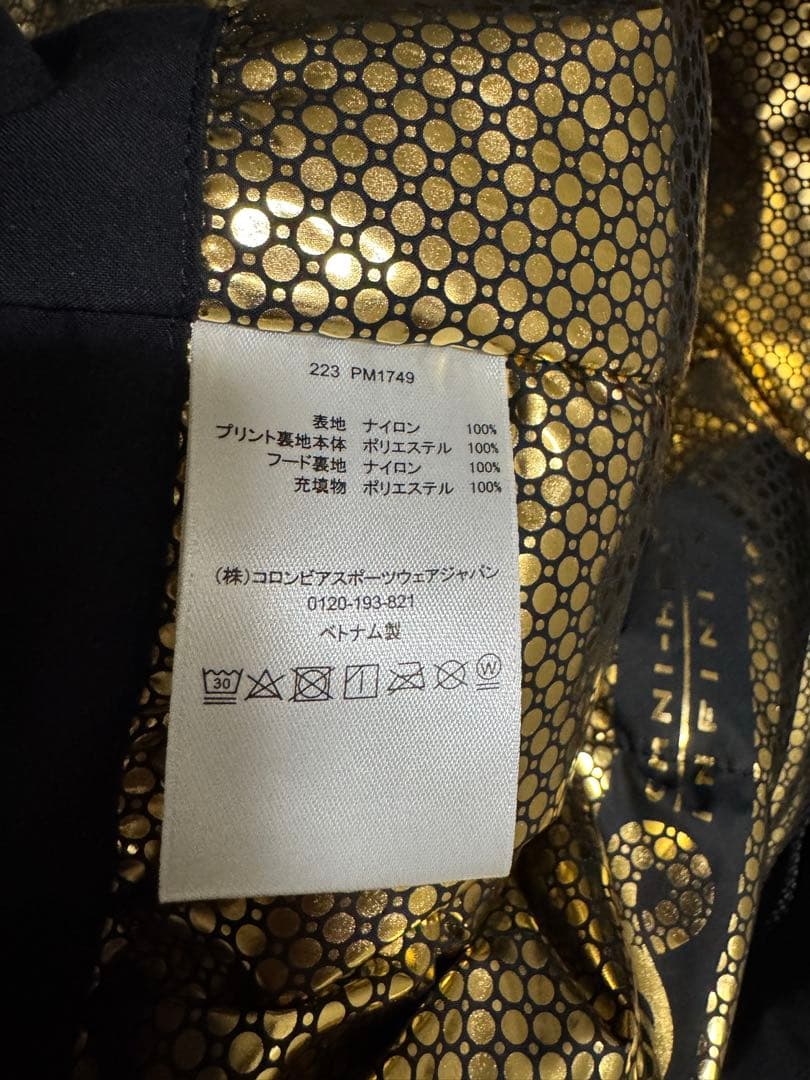 223 PM1749
表地 ナイロン 100%
プリント裏地本体 ポリエステル 100%
フード裏地 ナイロン 100%
充填物 ポリエステル 100%
(株)コロンビアスポーツウェアジャパン
0120-193-821
ベトナム製
30
W
INFINI